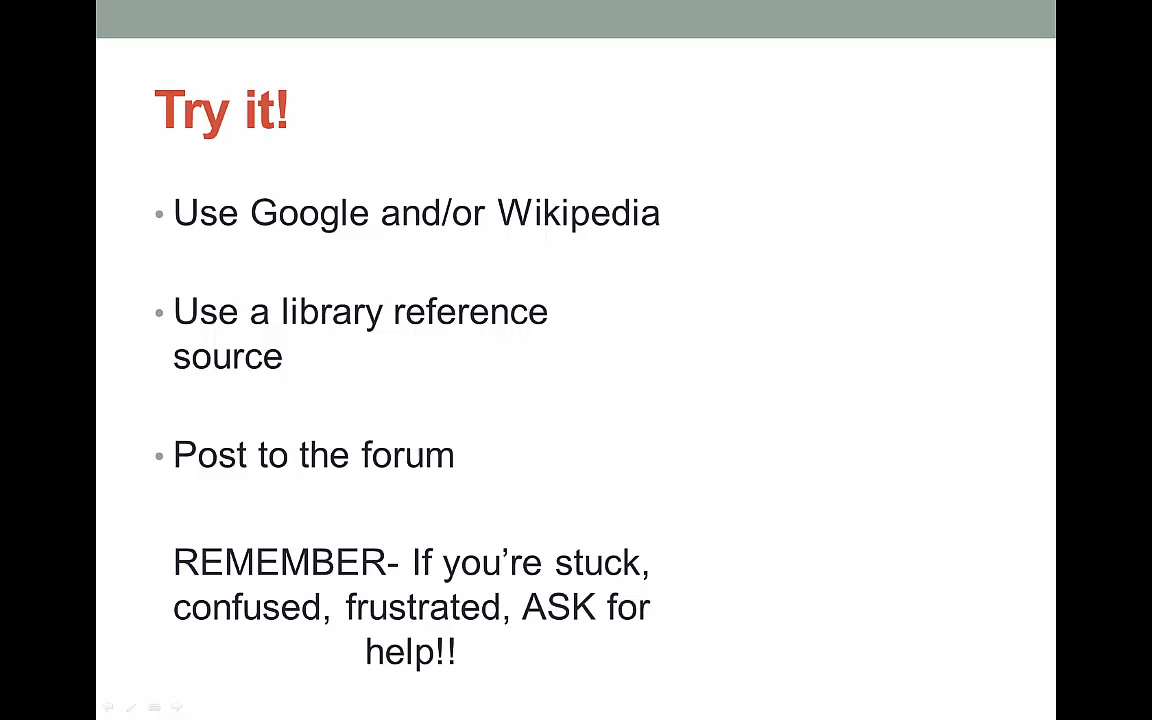 Try it!
• Use Google and/or Wikipedia
• Use a library reference
source
• Post to the forum
REMEMBER- If you’re stuck,
confused, frustrated, ASK for
help!!